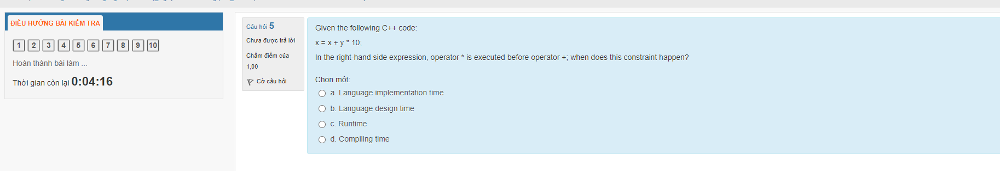 ĐIỀU HƯỚNG BÀI KIỂM TRA
1 2 3 4 5 6 7 8 9 10
Hoàn thành bài làm ...
Thời gian còn lại 0:04:16
Câu hỏi 5
Chưa được trả lời
Chấm điểm của
1,00
Cờ câu hỏi
Given the following C++ code:
x = x + y * 10;
In the right-hand side expression, operator * is executed before operator +; when does this constraint happen?
Chọn một:
a. Language implementation time
b. Language design time
c. Runtime
d. Compiling time